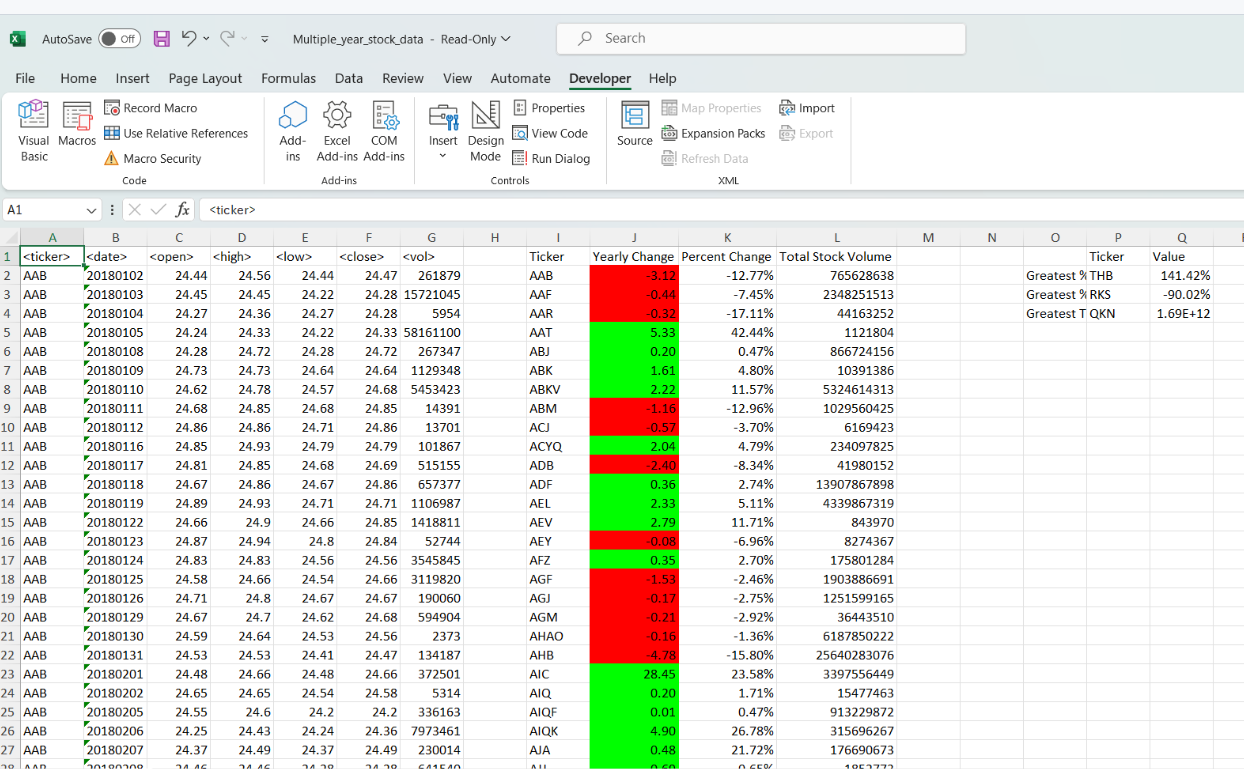 AutoSave Off Multiple_year_stock_data - Read-Only Search
File Home Insert Page Layout Formulas Data Review View Automate Developer Help
Visual Basic
Macros
Record Macro
Use Relative References
Macro Security
Code
Add-ins
Excel Add-ins
COM Add-ins
Add-ins
Insert
Design Mode
Properties
View Code
Run Dialog
Controls
Source
Map Properties
Expansion Packs
Refresh Data
Import
Export
XML
A1 fx <ticker>
A B C D E F G H I J K L M N O P Q
1 <ticker> <date> <open> <high> <low> <close> <vol> Ticker Yearly Change Percent Change Total Stock Volume Ticker Value
2 AAB 20180102 24.44 24.56 24.44 24.47 261879 AAB -3.12 -12.77% 765628638 Greatest % THB 141.42%
3 AAB 20180103 24.45 24.45 24.22 24.28 15721045 AAF -0.44 -7.45% 2348251513 Greatest % RKS -90.02%
4 AAB 20180104 24.27 24.36 24.27 24.28 5954 AAR -0.32 -17.11% 44163252 Greatest T QKN 1.69E+12
5 AAB 20180105 24.24 24.33 24.22 24.33 58161100 AAT 5.33 42.44% 1121804
6 AAB 20180108 24.28 24.72 24.28 24.72 267347 ABJ 0.20 0.47% 866724156
7 AAB 20180109 24.73 24.73 24.64 24.64 1129348 ABK 1.61 4.80% 10391386
8 AAB 20180110 24.62 24.78 24.57 24.68 5453423 ABKV 2.22 11.57% 5324614313
9 AAB 20180111 24.68 24.85 24.68 24.85 14391 ABM -1.16 -12.96% 1029560425
10 AAB 20180112 24.86 24.86 24.71 24.86 13701 ACJ -0.57 -3.70% 6169423
11 AAB 20180116 24.85 24.93 24.79 24.79 101867 ACYQ 2.04 4.79% 234097825
12 AAB 20180117 24.81 24.85 24.68 24.69 515155 ADB -2.40 -8.34% 41980152
13 AAB 20180118 24.67 24.86 24.67 24.86 657377 ADF 0.36 2.74% 13907867898
14 AAB 20180119 24.89 24.93 24.71 24.71 1106987 AEL 2.33 5.11% 4339867319
15 AAB 20180122 24.66 24.9 24.66 24.85 1418811 AEV 2.79 11.71% 843970
16 AAB 20180123 24.87 24.94 24.8 24.84 52744 AEY -0.08 -6.96% 8274367
17 AAB 20180124 24.83 24.83 24.56 24.56 3545845 AFZ 0.35 2.70% 175801284
18 AAB 20180125 24.58 24.66 24.54 24.66 3119820 AGF -1.53 -2.46% 1903886691
19 AAB 20180126 24.71 24.8 24.67 24.67 190060 AGJ -0.17 -2.75% 1251599165
20 AAB 20180129 24.67 24.7 24.62 24.68 594904 AGM -0.21 -2.92% 36443510
21 AAB 20180130 24.59 24.64 24.53 24.56 2373 AHAO -0.16 -1.36% 6187850222
22 AAB 20180131 24.53 24.53 24.41 24.47 134187 AHB -4.78 -15.80% 25640283076
23 AAB 20180201 24.48 24.66 24.48 24.66 372501 AIC 28.45 23.58% 3397556449
24 AAB 20180202 24.65 24.65 24.54 24.58 5314 AIQ 0.20 1.71% 15477463
25 AAB 20180205 24.55 24.6 24.2 24.2 336163 AIQF 0.01 0.47% 913229872
26 AAB 20180206 24.25 24.43 24.24 24.36 7973461 AIQK 4.90 26.78% 315696267
27 AAB 20180207 24.37 24.49 24.37 24.49 230014 AJA 0.48 21.72% 176690673